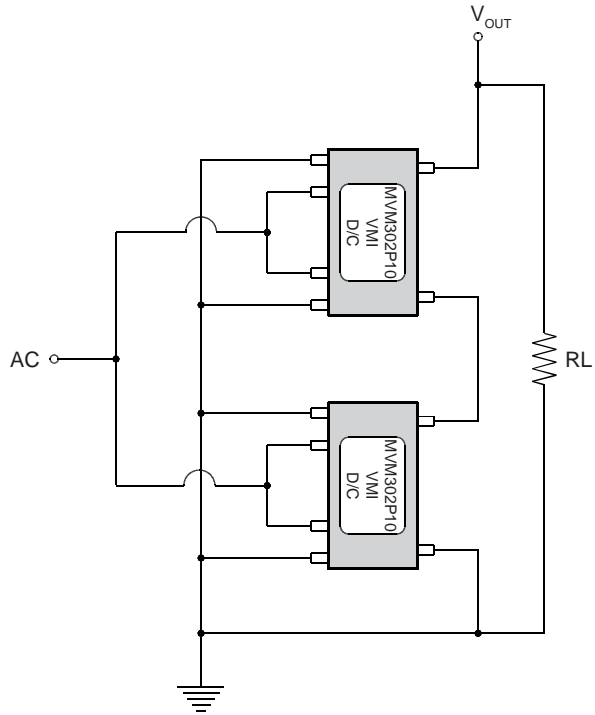 VOUT
MVM302P10
VMI
D/C
AC
RL
MVM302P10
VMI
D/C